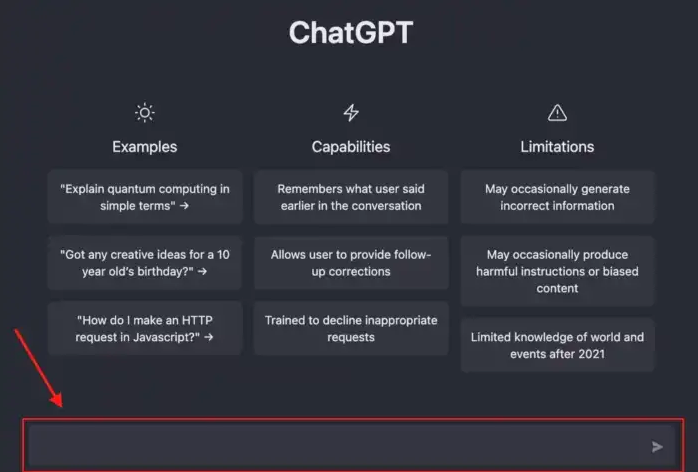 ChatGPT
Examples
"Explain quantum computing in
simple terms" →
"Got any creative ideas for a 10
year old's birthday?" →
"How do I make an HTTP
request in Javascript?" →
Capabilities
Remembers what user said
earlier in the conversation
Allows user to provide follow-
up corrections
Trained to decline inappropriate
requests
Limitations
May occasionally generate
incorrect information
May occasionally produce
harmful instructions or biased
content
Limited knowledge of world and
events after 2021